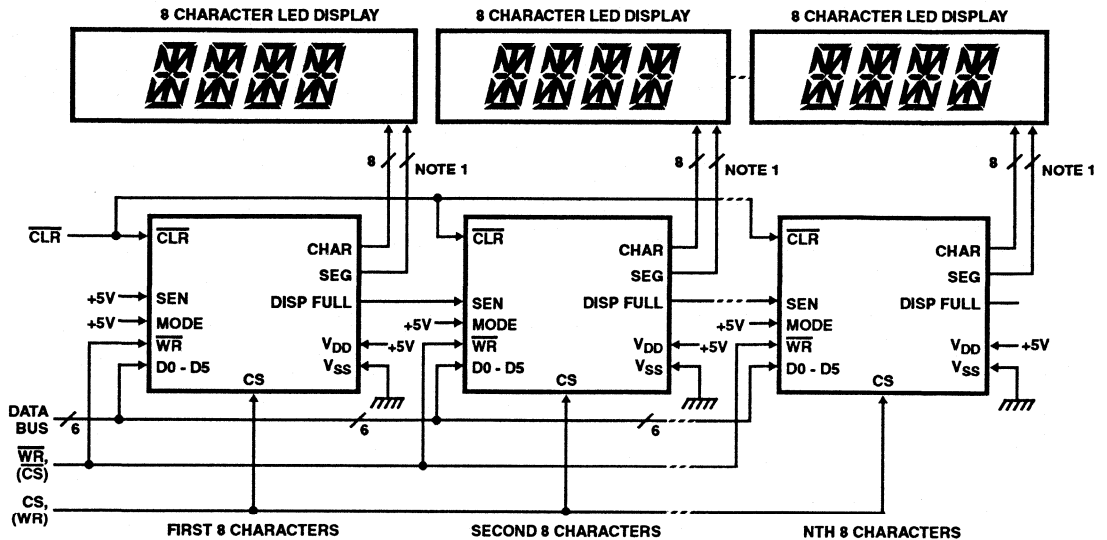 8 CHARACTER LED DISPLAY
8 CHARACTER LED DISPLAY
8 CHARACTER LED DISPLAY
8
NOTE 1
8
NOTE 1
8
NOTE 1
CLR
CLR
CHAR
SEG
+5V
SEN
DISP FULL
+5V
MODE
WR
VDD
+5V
D0 - D5
VSS
CS
CLR
CHAR
SEG
SEN
DISP FULL
+5V
MODE
WR
VDD
+5V
D0 - D5
VSS
CS
CLR
CHAR
SEG
SEN
DISP FULL
+5V
MODE
WR
VDD
+5V
D0 - D5
VSS
CS
DATA
BUS
6
6
6
WR,
(CS)
CS,
(WR)
FIRST 8 CHARACTERS
SECOND 8 CHARACTERS
NTH 8 CHARACTERS